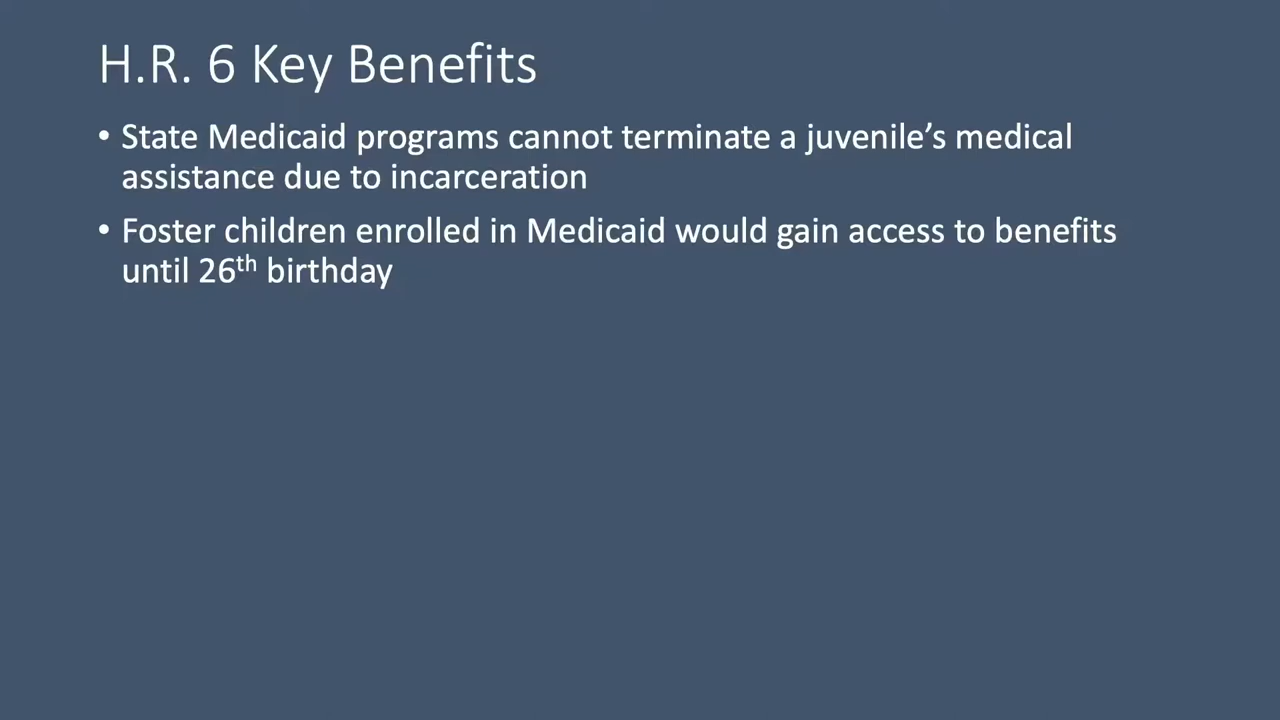 H.R. 6 Key Benefits
• State Medicaid programs cannot terminate a juvenile’s medical
assistance due to incarceration
• Foster children enrolled in Medicaid would gain access to benefits
until 26th birthday